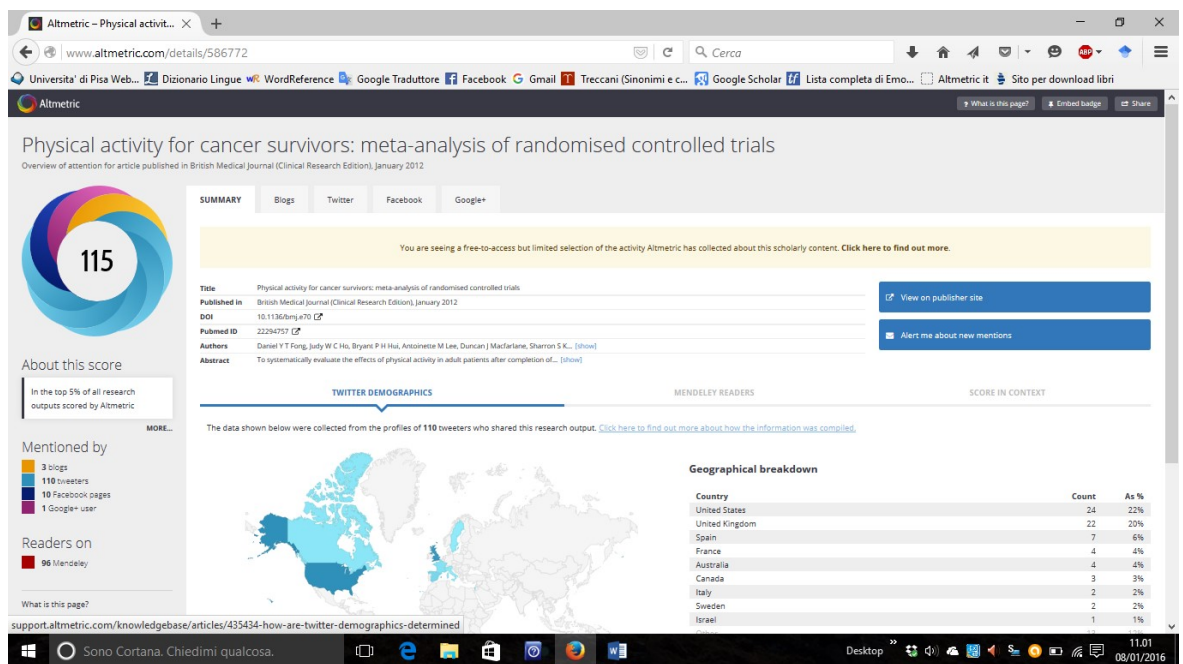 Altmetric – Physical activit...
www.altmetric.com/details/586772
Cerca
ABP
Universita' di Pisa Web... Dizionario Lingue WordReference Google Traduttore Facebook Gmail Treccani (Sinonimi e c... Google Scholar Lista completa di Emo... Altmetric it Sito per download libri
Altmetric
? What is this page? Embed badge Share
Physical activity for cancer survivors: meta-analysis of randomised controlled trials
Overview of attention for article published in British Medical Journal (Clinical Research Edition), January 2012
115
SUMMARY Blogs Twitter Facebook Google+
You are seeing a free-to-access but limited selection of the activity Altmetric has collected about this scholarly content. Click here to find out more.
Title Physical activity for cancer survivors: meta-analysis of randomised controlled trials
Published in British Medical Journal (Clinical Research Edition), January 2012
DOI 10.1136/bmj.e70
Pubmed ID 22294757
Authors Daniel Y T Fong, Judy W C Ho, Bryant P H Hui, Antoinette M Lee, Duncan J Macfarlane, Sharron S K... [show]
Abstract To systematically evaluate the effects of physical activity in adult patients after completion of... [show]
View on publisher site
Alert me about new mentions
About this score
In the top 5% of all research
outputs scored by Altmetric
MORE...
Mentioned by
3 blogs
110 tweeters
10 Facebook pages
1 Google+ user
Readers on
96 Mendeley
What is this page?
TWITTER DEMOGRAPHICS MENDELEY READERS SCORE IN CONTEXT
The data shown below were collected from the profiles of 110 tweeters who shared this research output. Click here to find out more about how the information was compiled.
Geographical breakdown
Country Count As %
United States 24 22%
United Kingdom 22 20%
Spain 7 6%
France 4 4%
Australia 4 4%
Canada 3 3%
Italy 2 2%
Sweden 2 2%
Israel 1 1%
support.altmetric.com/knowledgebase/articles/435434-how-are-twitter-demographics-determined
Sono Cortana. Chiedimi qualcosa.
Desktop
11.01
08/01/2016